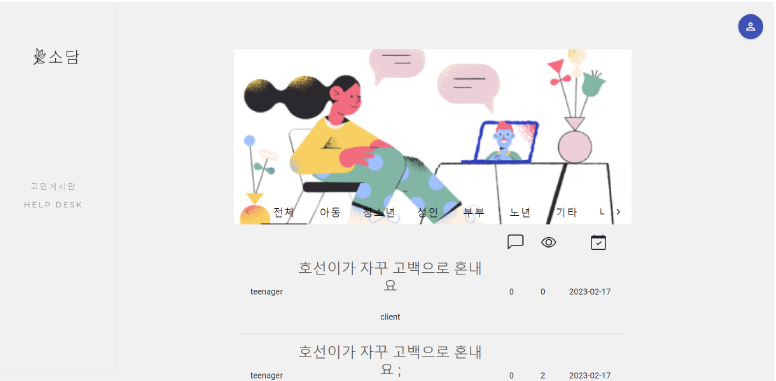 소담
고민게시판
HELP DESK
전체 아동 청소년 성인 부부 노년 기타 L
호선이가 자꾸 고백으로 혼내
요
teenager 0 0 2023-02-17
client
호선이가 자꾸 고백으로 혼내
요 ;
teenager 0 2 2023-02-17